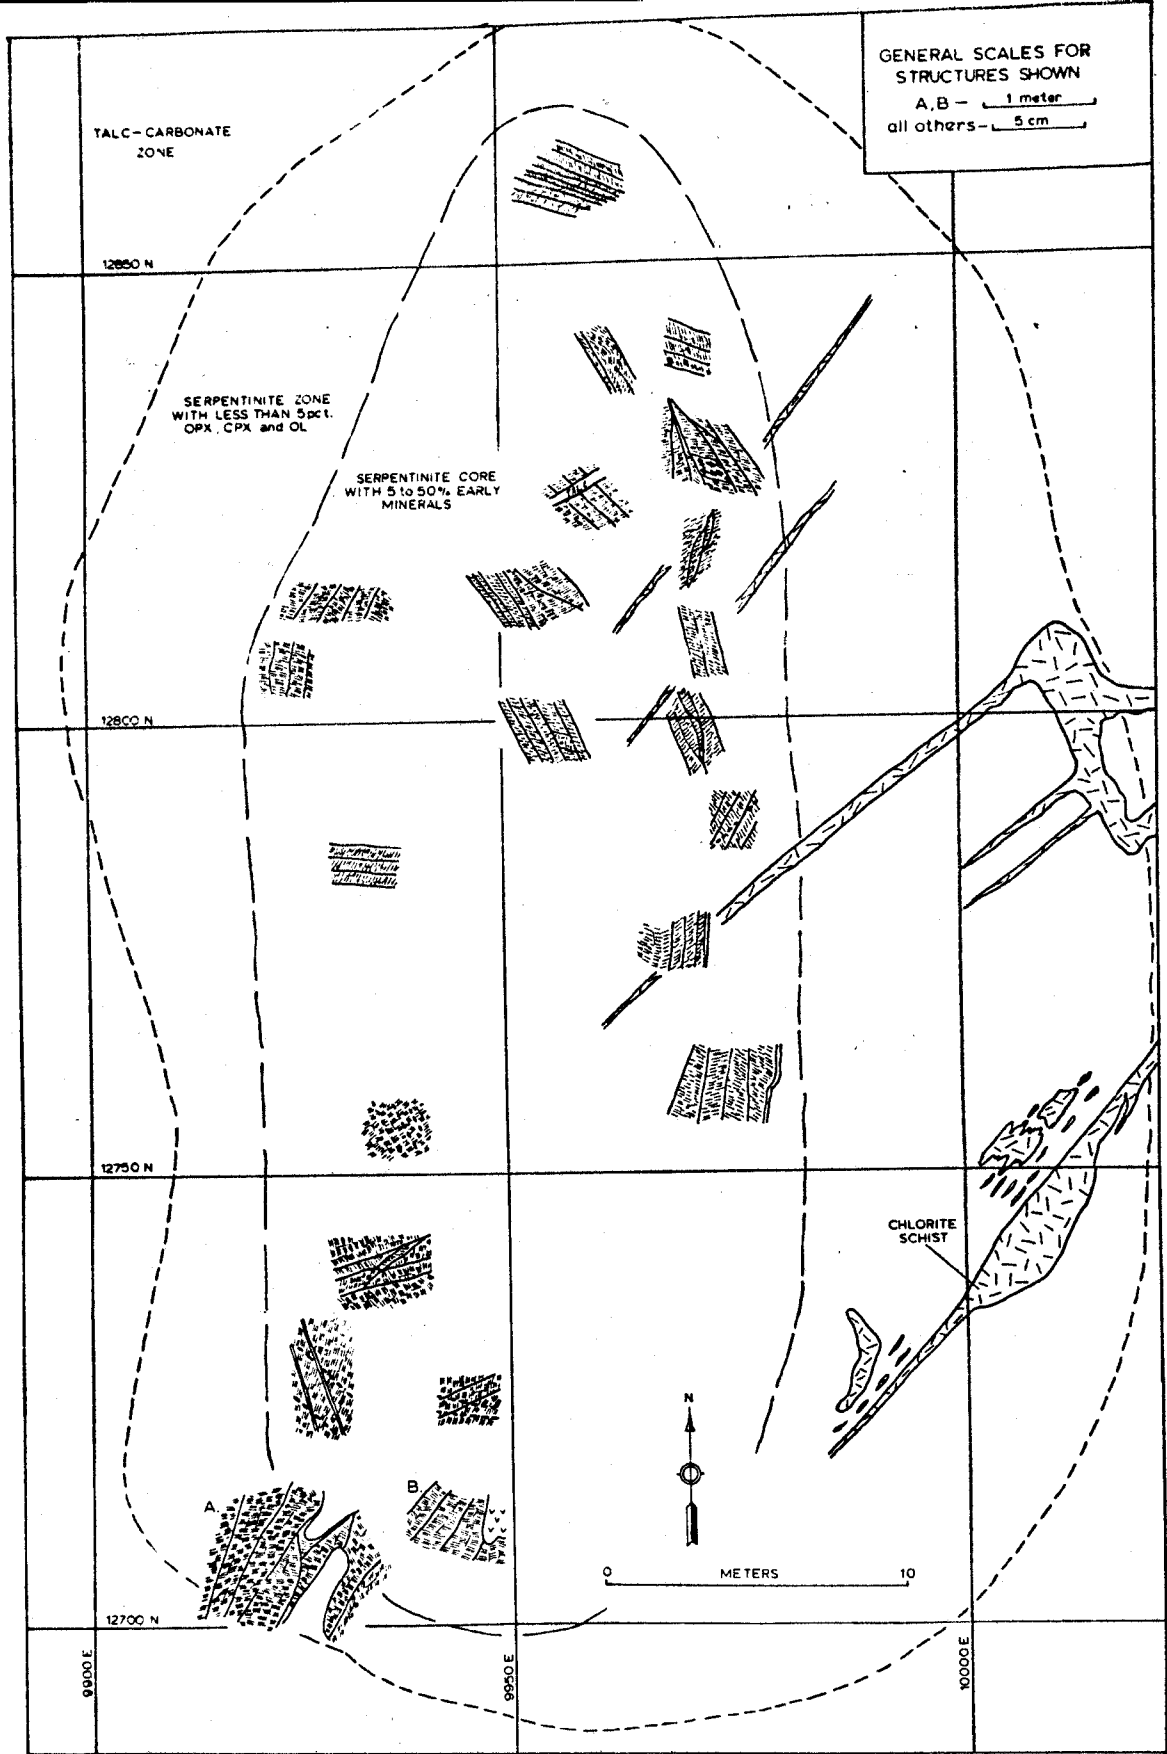 GENERAL SCALES FOR
STRUCTURES SHOWN
A,B – 1 meter
all others – 5 cm
TALC – CARBONATE
ZONE
12850 N
SERPENTINITE ZONE
WITH LESS THAN 5pct.
OPX, CPX and OL
SERPENTINITE CORE
WITH 5 to 50% EARLY
MINERALS
12800 N
12750 N
CHLORITE
SCHIST
N
A.
B.
0 METERS 10
12700 N
9900 E
9950 E
10000 E